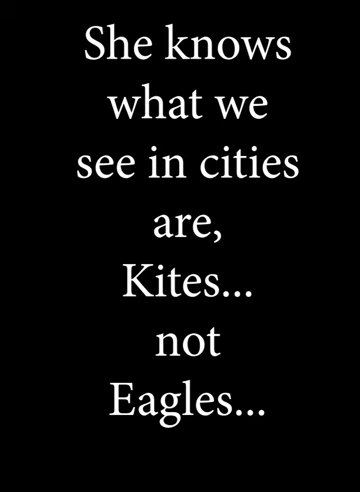 She knows
what we
see in cities
are,
Kites...
not
Eagles...